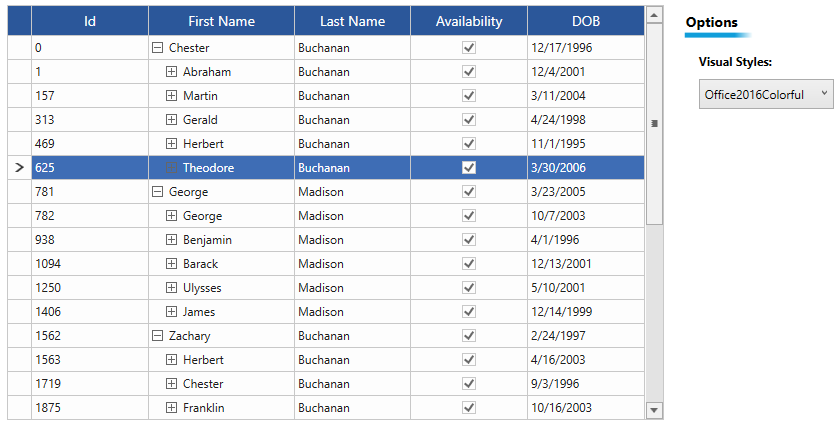 Id First Name Last Name Availability DOB
0 Chester Buchanan 12/17/1996
1 Abraham Buchanan 12/4/2001
157 Martin Buchanan 3/11/2004
313 Gerald Buchanan 4/24/1998
469 Herbert Buchanan 11/1/1995
625 Theodore Buchanan 3/30/2006
781 George Madison 3/23/2005
782 George Madison 10/7/2003
938 Benjamin Madison 4/1/1996
1094 Barack Madison 12/13/2001
1250 Ulysses Madison 5/10/2001
1406 James Madison 12/14/1999
1562 Zachary Buchanan 2/24/1997
1563 Herbert Buchanan 4/16/2003
1719 Chester Buchanan 9/3/1996
1875 Franklin Buchanan 10/16/2003
Options
Visual Styles:
Office2016Colorful